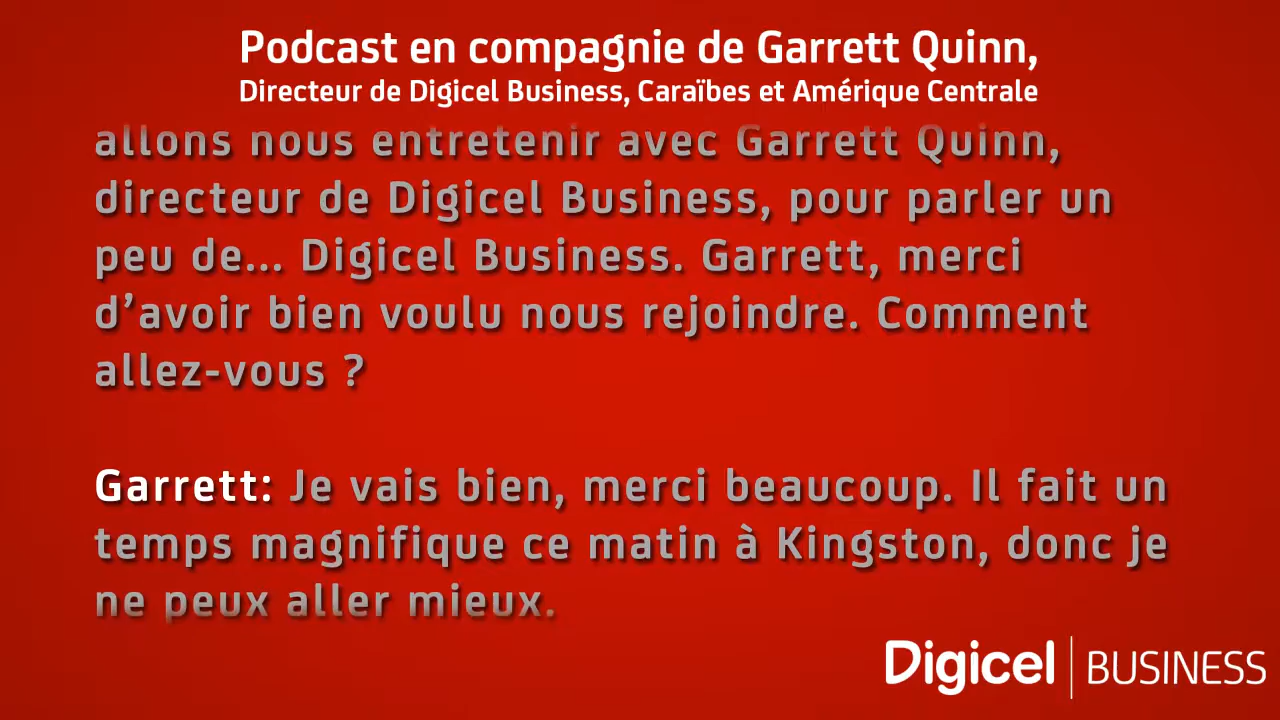 Podcast en compagnie de Garrett Quinn,
Directeur de Digicel Business, Caraïbes et Amérique Centrale
allons nous entretenir avec Garrett Quinn,
directeur de Digicel Business, pour parler un
peu de... Digicel Business. Garrett, merci
d’avoir bien voulu nous rejoindre. Comment
allez-vous ?
Garrett: Je vais bien, merci beaucoup. Il fait un
temps magnifique ce matin à Kingston, donc je
ne peux aller mieux.
Digicel | BUSINESS